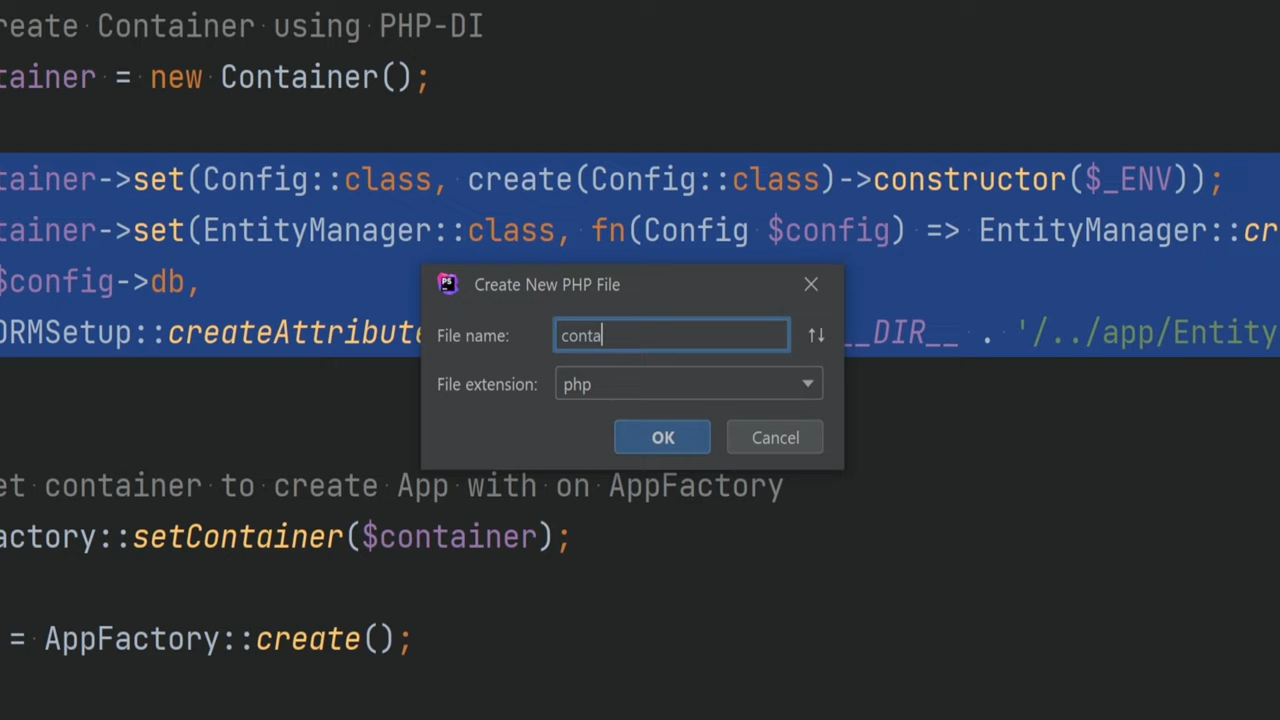 reate Container using PHP-DI
tainer = new Container();
tainer->set(Config::class, create(Config::class)->constructor($_ENV));
tainer->set(EntityManager::class, fn(Config $config) => EntityManager::cr
$config->db,
ORMSetup::createAttribute
__DIR__ . '/../app/Entity
PS
Create New PHP File
File name: conta
File extension: php
OK Cancel
et container to create App with on AppFactory
actory::setContainer($container);
= AppFactory::create();